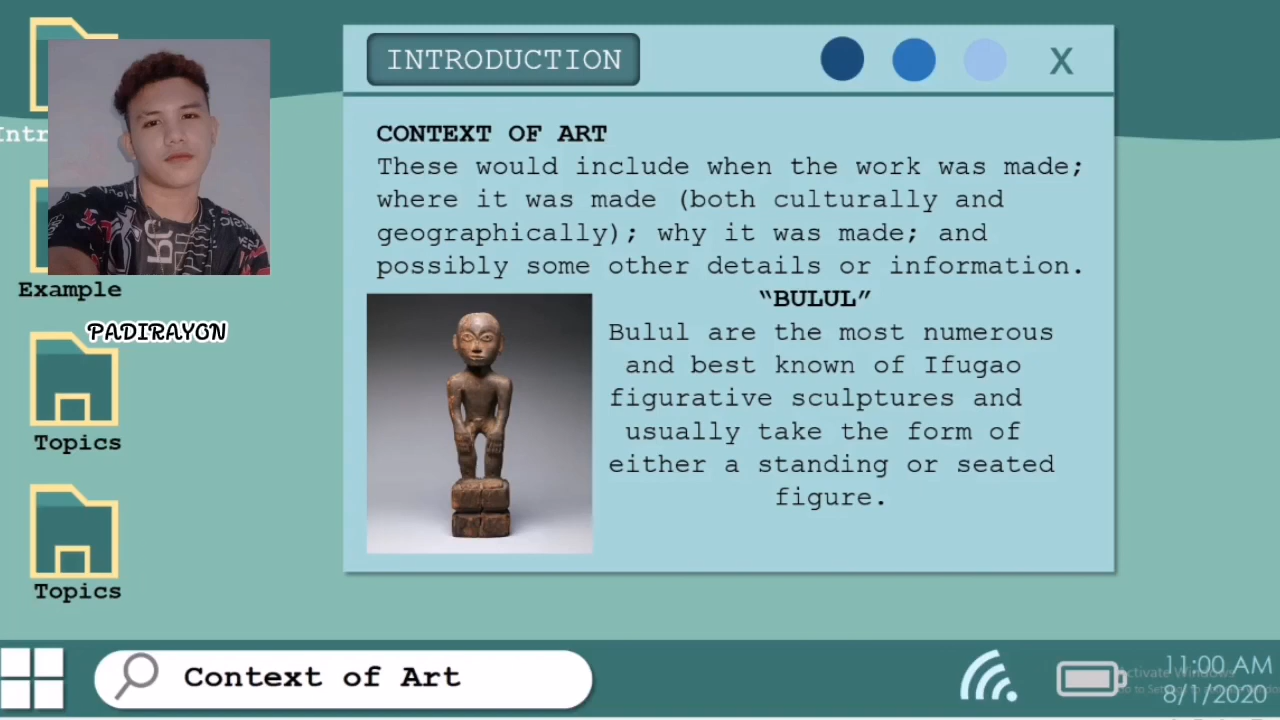 INTRODUCTION
X
CONTEXT OF ART
These would include when the work was made;
where it was made (both culturally and
geographically); why it was made; and
possibly some other details or information.
“BULUL”
Bulul are the most numerous
and best known of Ifugao
figurative sculptures and
usually take the form of
either a standing or seated
figure.
Intr
Example
PADIRAYON
Topics
Topics
Context of Art
11:00 AM
8/1/2020
Activate Windows